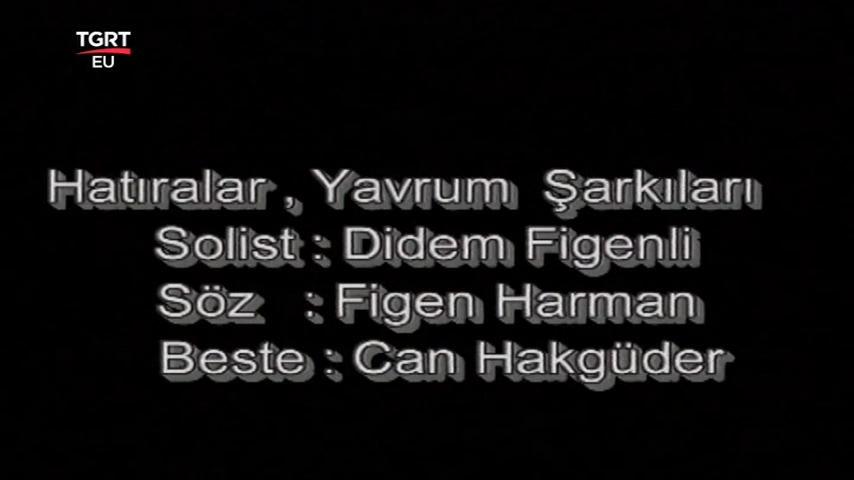 TGRT
EU
Hatıralar , Yavrum Şarkıları
Solist : Didem Figenli
Söz : Figen Harman
Beste : Can Hakgüder